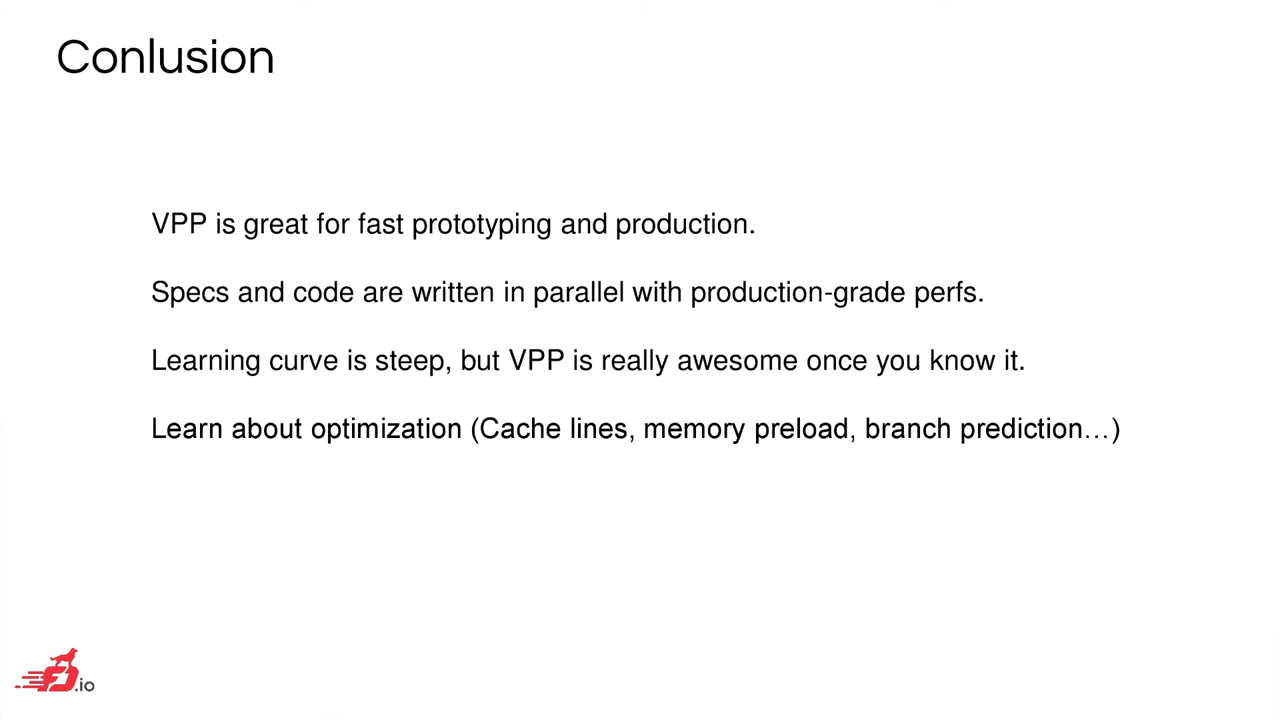 Conlusion
VPP is great for fast prototyping and production.
Specs and code are written in parallel with production-grade perfs.
Learning curve is steep, but VPP is really awesome once you know it.
Learn about optimization (Cache lines, memory preload, branch prediction…)
FD.io